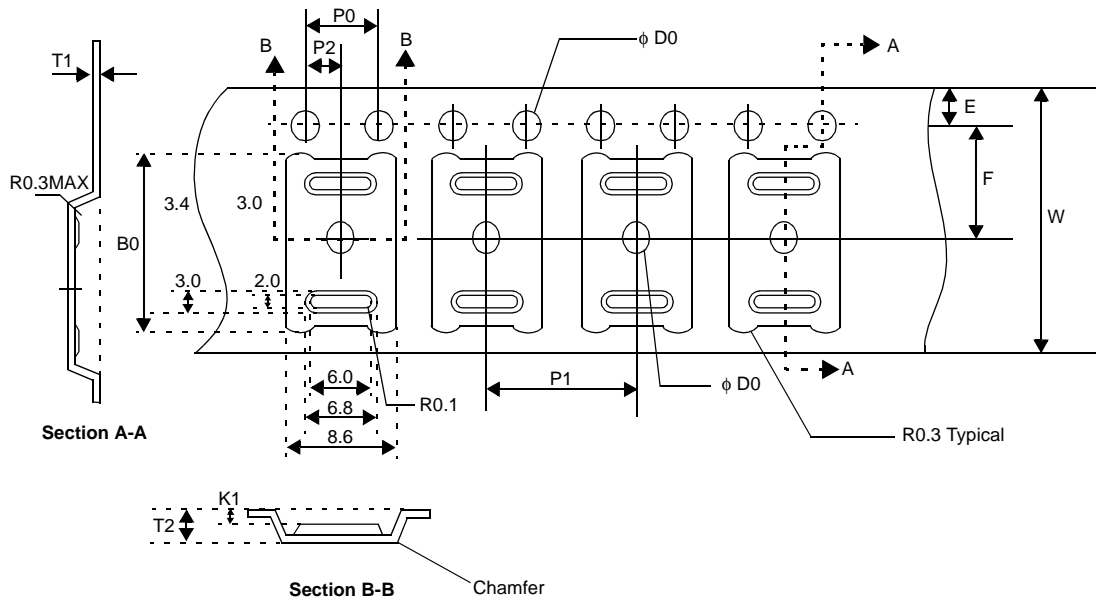 P0
B
B
ϕ D0
A
T1
P2
E
R0.3MAX
3.4
3.0
F
B0
W
3.0
2.0
A
P1
ϕ D0
6.0
6.8
R0.1
8.6
R0.3 Typical
Section A-A
K1
T2
Chamfer
Section B-B